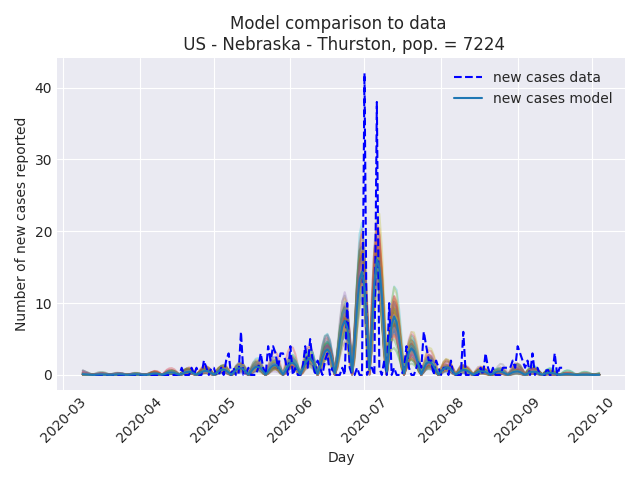 Model comparison to data
US - Nebraska - Thurston, pop. = 7224
new cases data
new cases model
Number of new cases reported
40
30
20
10
0
2020-03
2020-04
2020-05
2020-06
2020-07
2020-08
2020-09
2020-10
Day